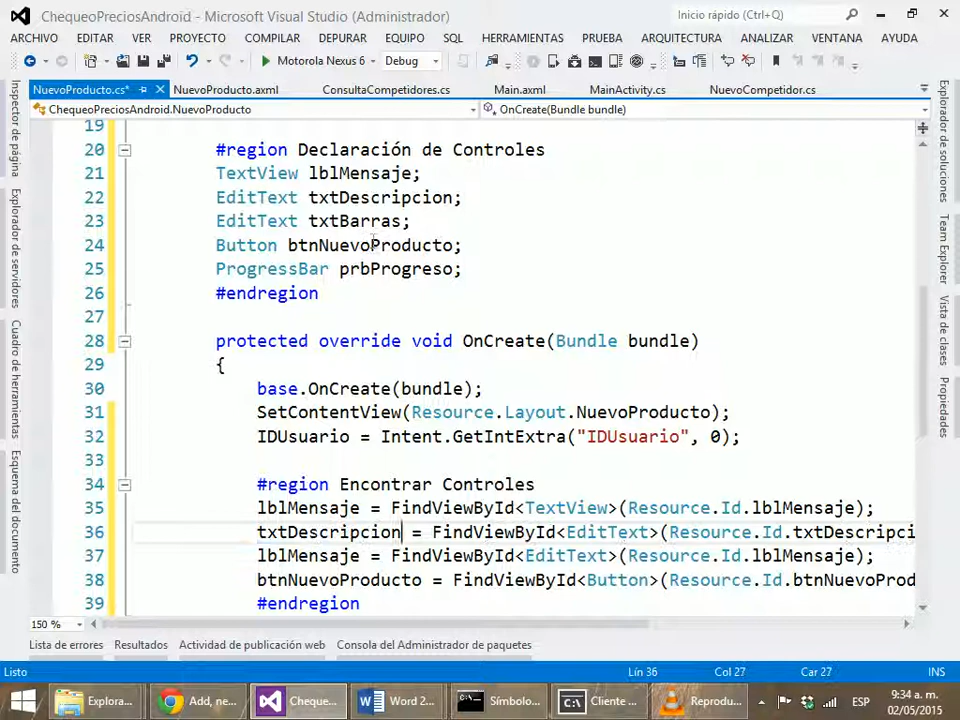 ChequeoPreciosAndroid - Microsoft Visual Studio (Administrador)
Inicio rápido (Ctrl+Q)
ARCHIVO EDITAR VER PROYECTO COMPILAR DEPURAR EQUIPO SQL HERRAMIENTAS PRUEBA ARQUITECTURA ANALIZAR VENTANA AYUDA
Motorola Nexus 6 Debug
NuevoProducto.cs* NuevoProducto.axml ConsultaCompetidores.cs Main.axml MainActivity.cs NuevoCompetidor.cs
ChequeoPreciosAndroid.NuevoProducto OnCreate(Bundle bundle)
19
20 #region Declaración de Controles
21 TextView lblMensaje;
22 EditText txtDescripcion;
23 EditText txtBarras;
24 Button btnNuevoProducto;
25 ProgressBar prbProgreso;
26 #endregion
27
28 protected override void OnCreate(Bundle bundle)
29 {
30 base.OnCreate(bundle);
31 SetContentView(Resource.Layout.NuevoProducto);
32 IDUsuario = Intent.GetIntExtra("IDUsuario", 0);
33
34 #region Encontrar Controles
35 lblMensaje = FindViewById<TextView>(Resource.Id.lblMensaje);
36 txtDescripcion = FindViewById<EditText>(Resource.Id.txtDescripci
37 lblMensaje = FindViewById<EditText>(Resource.Id.lblMensaje);
38 btnNuevoProducto = FindViewById<Button>(Resource.Id.btnNuevoProd
39 #endregion
Inspector de página
Explorador de servidores
Cuadro de herramientas
Esquema del documento
Explorador de soluciones
Team Explorer
Vista de clases
Propiedades
150 %
Lista de errores Resultados Actividad de publicación web Consola del Administrador de paquetes
Listo Lín 36 Col 27 Car 27 INS
Explora... Add, ne... Cheque... Word 2... Símbolo... Cliente ... Reprodu... ESP 9:34 a. m.
02/05/2015